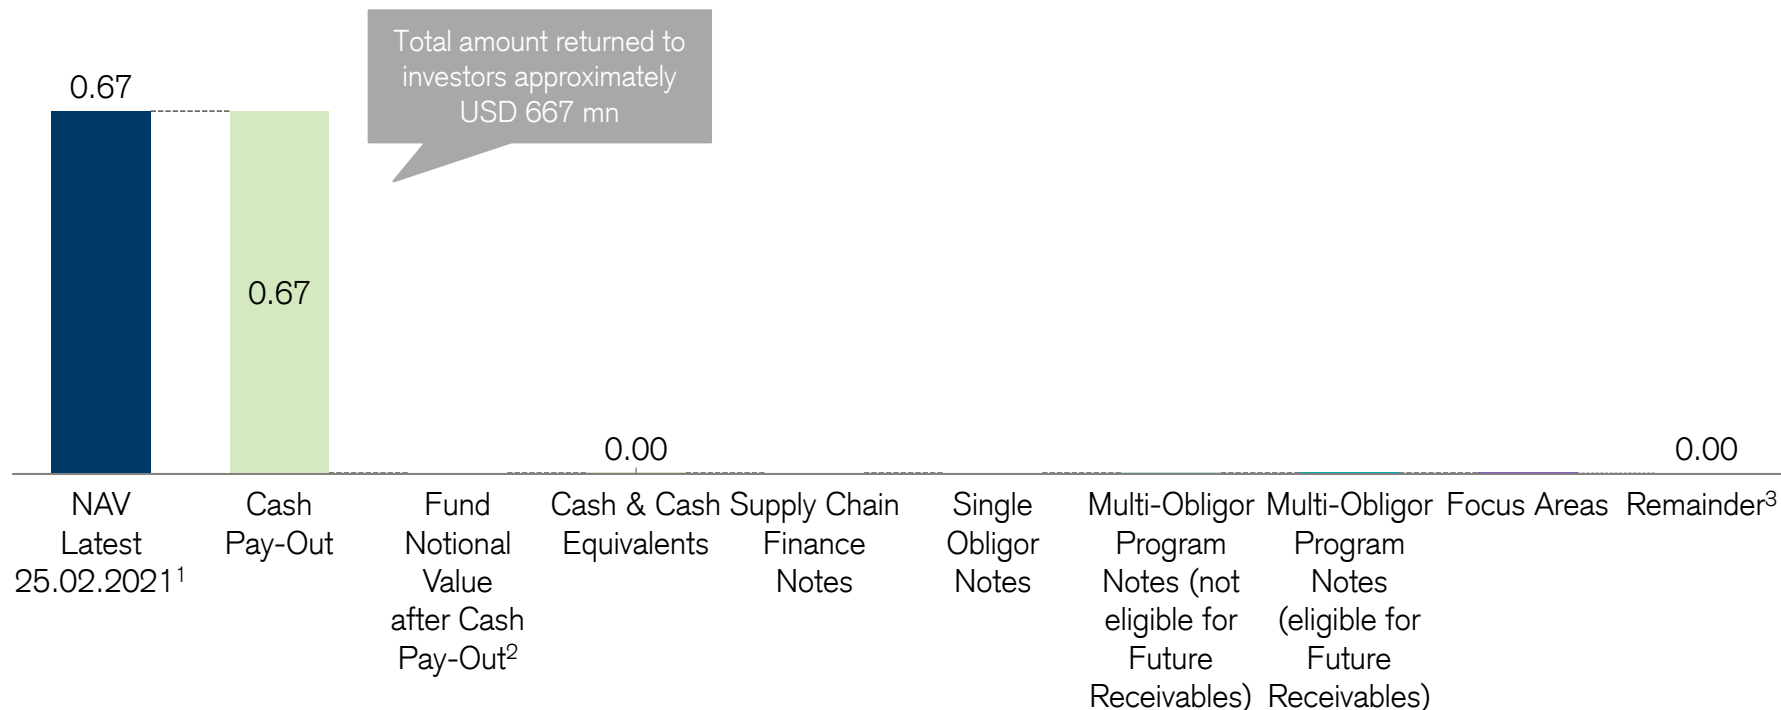 Total amount returned to
investors approximately
USD 667 mn
0.67
0.67
0.00
0.00
NAV
Latest
25.02.2021¹
Cash
Pay-Out
Fund
Notional
Value
after Cash
Pay-Out²
Cash & Cash
Equivalents
Supply Chain
Finance
Notes
Single
Obligor
Notes
Multi-Obligor
Program
Notes (not
eligible for
Future
Receivables)
Multi-Obligor
Program
Notes
(eligible for
Future
Receivables)
Focus Areas
Remainder³